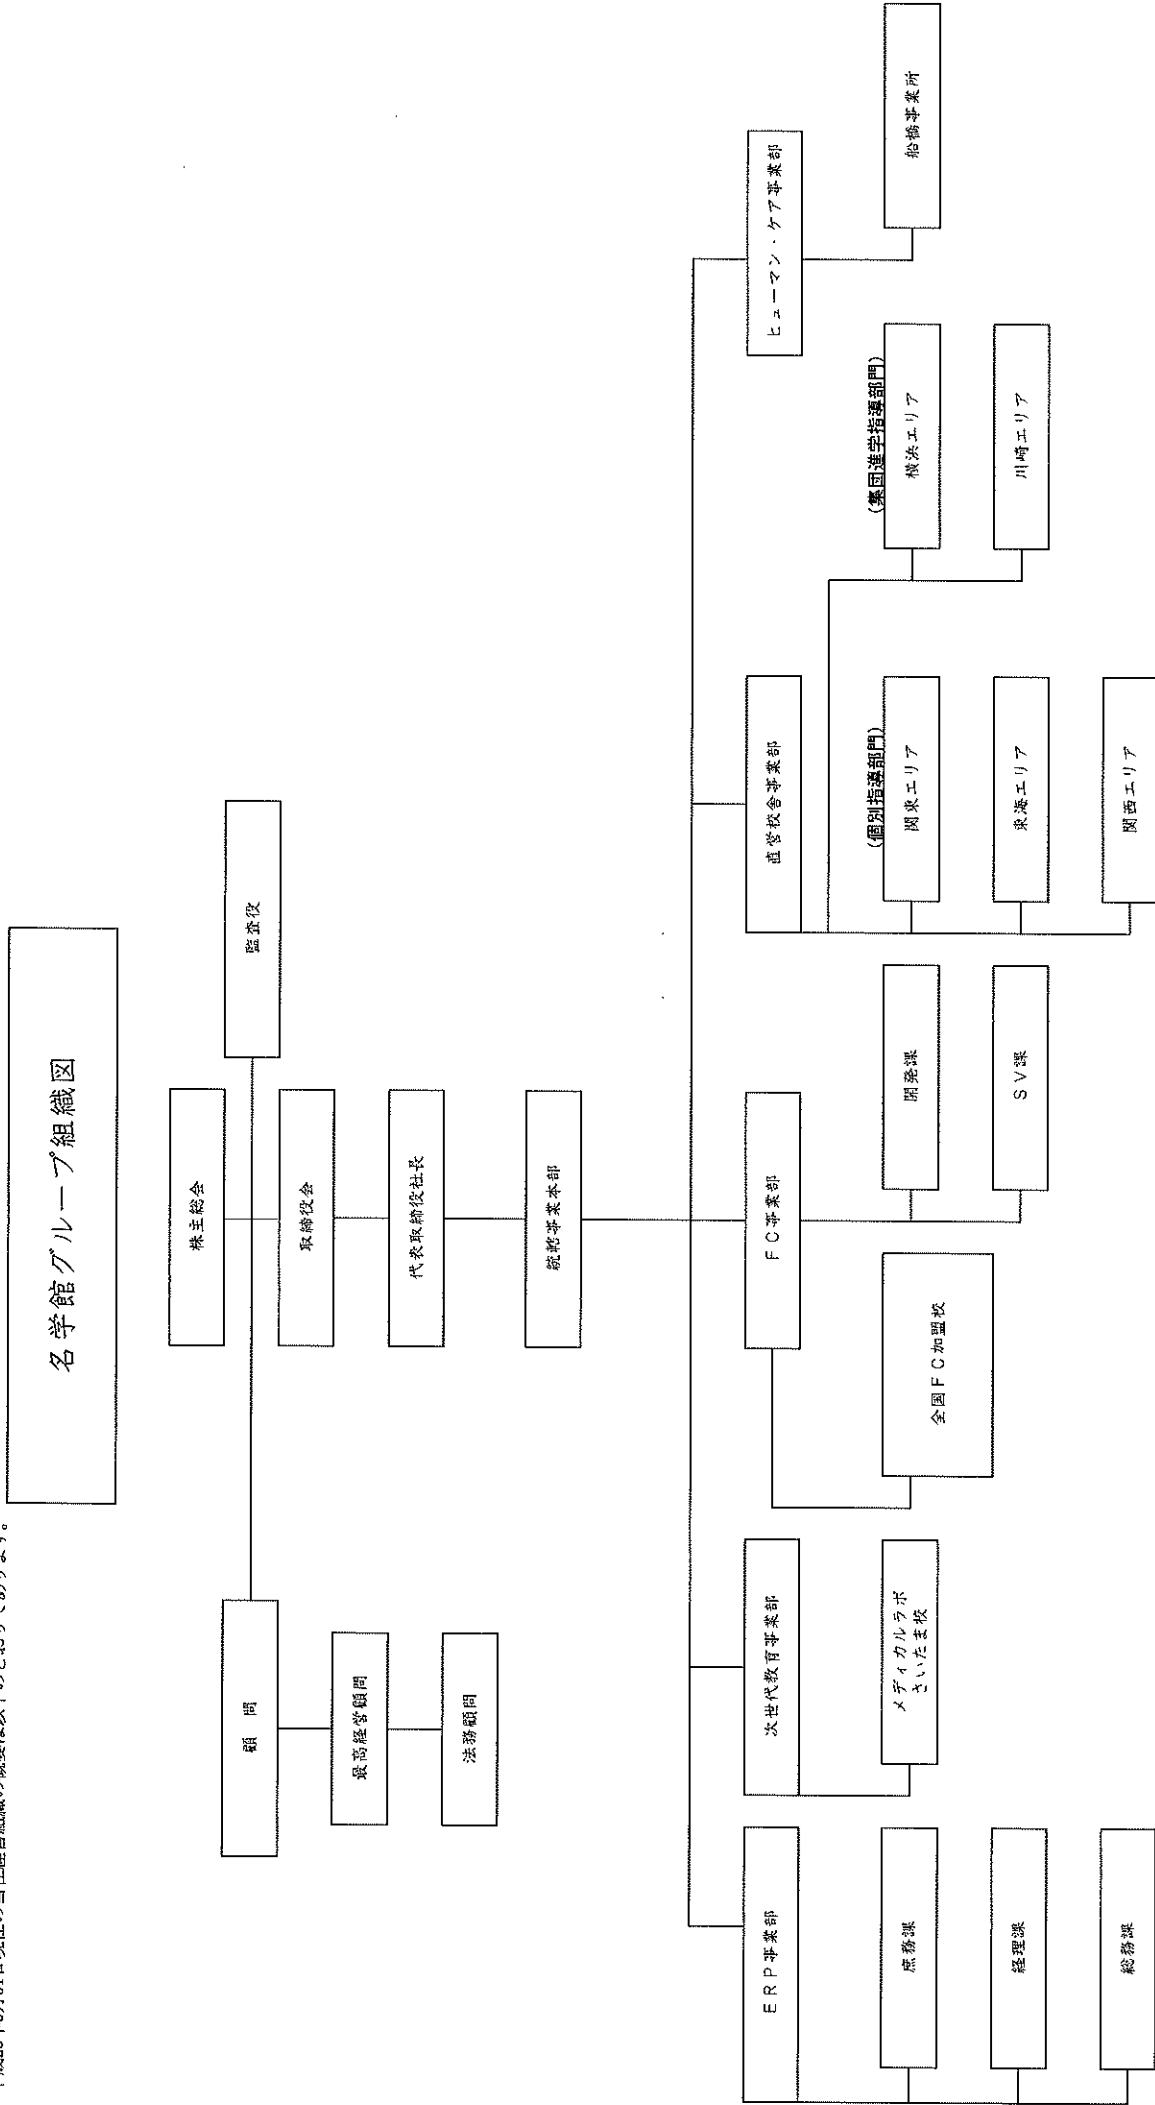 名学館グループ組織図
株主総会
監査役
顧 問
取締役会
最高経営顧問
代表取締役社長
法務顧問
統轄事業本部
ERP事業部
次世代教育事業部
FC事業部
直営校舎事業部
ヒューマン・ケア事業部
(個別指導部門)
(集団進学指導部門)
庶務課
メディカルラボ
さいたま校
全国FC加盟校
開発課
関東エリア
横浜エリア
船橋事業所
経理課
SV課
東海エリア
川崎エリア
総務課
関西エリア